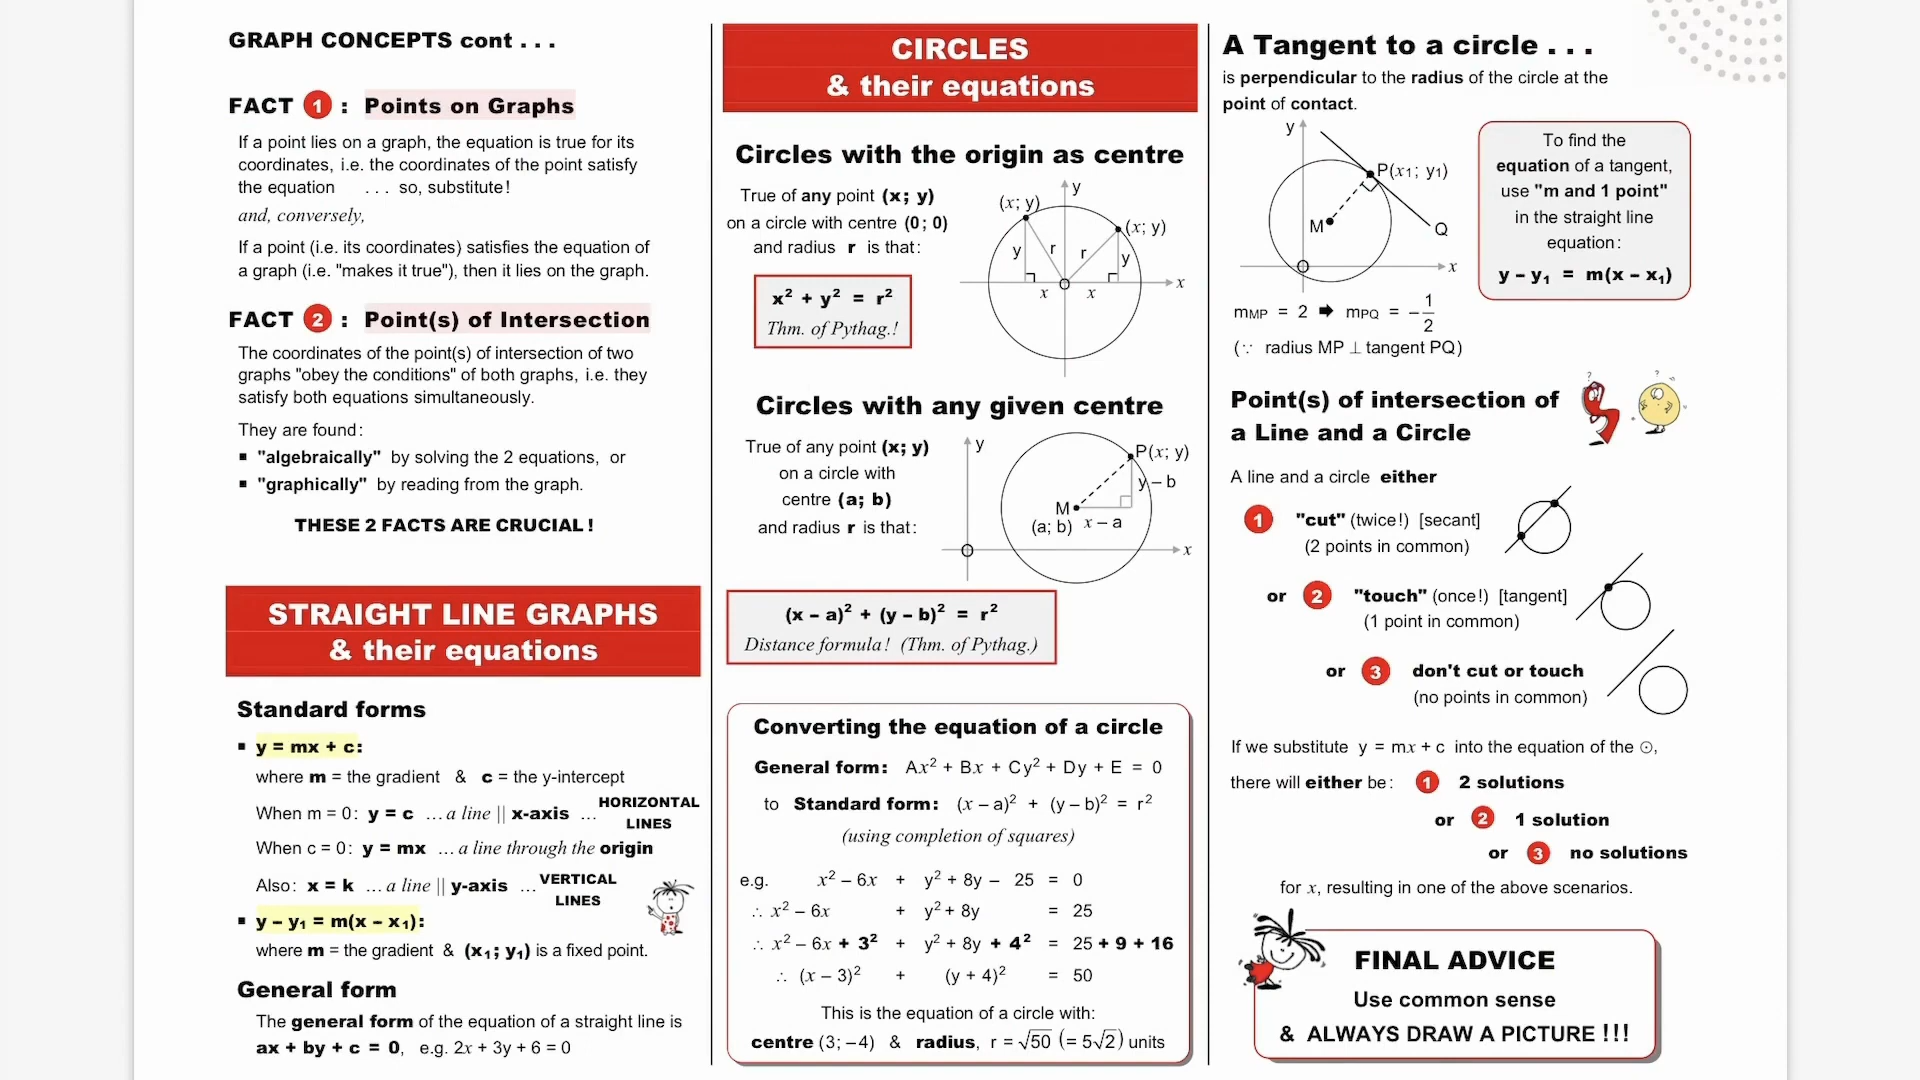 GRAPH CONCEPTS cont . . .
FACT 1 : Points on Graphs
If a point lies on a graph, the equation is true for its
coordinates, i.e. the coordinates of the point satisfy
the equation . . . so, substitute!
and, conversely,
If a point (i.e. its coordinates) satisfies the equation of
a graph (i.e. "makes it true"), then it lies on the graph.
FACT 2 : Point(s) of Intersection
The coordinates of the point(s) of intersection of two
graphs "obey the conditions" of both graphs, i.e. they
satisfy both equations simultaneously.
They are found:
▪ "algebraically" by solving the 2 equations, or
▪ "graphically" by reading from the graph.
THESE 2 FACTS ARE CRUCIAL!
STRAIGHT LINE GRAPHS
& their equations
Standard forms
▪ y = mx + c:
where m = the gradient & c = the y-intercept
When m = 0: y = c ... a line || x-axis ... HORIZONTAL
LINES
When c = 0: y = mx ... a line through the origin
Also: x = k ... a line || y-axis ... VERTICAL
LINES
▪ y – y₁ = m(x – x₁):
where m = the gradient & (x₁; y₁) is a fixed point.
General form
The general form of the equation of a straight line is
ax + by + c = 0, e.g. 2x + 3y + 6 = 0
CIRCLES
& their equations
Circles with the origin as centre
True of any point (x; y)
on a circle with centre (0; 0)
and radius r is that:
x² + y² = r²
Thm. of Pythag.!
y
(x; y)
(x; y)
y
r
r
y
x
O
x
x
Circles with any given centre
True of any point (x; y)
on a circle with
centre (a; b)
and radius r is that:
y
P(x; y)
y – b
M
(a; b)
x – a
O
x
(x – a)² + (y – b)² = r²
Distance formula! (Thm. of Pythag.)
Converting the equation of a circle
General form: Ax² + Bx + Cy² + Dy + E = 0
to Standard form: (x – a)² + (y – b)² = r²
(using completion of squares)
e.g. x² – 6x + y² + 8y – 25 = 0
∴ x² – 6x + y² + 8y = 25
∴ x² – 6x + 3² + y² + 8y + 4² = 25 + 9 + 16
∴ (x – 3)² + (y + 4)² = 50
This is the equation of a circle with:
centre (3; –4) & radius, r = √50 (= 5√2) units
A Tangent to a circle . . .
is perpendicular to the radius of the circle at the
point of contact.
y
P(x₁; y₁)
M
Q
O
x
To find the
equation of a tangent,
use "m and 1 point"
in the straight line
equation:
y – y₁ = m(x – x₁)
mMP = 2 ➡ mPQ = –1/2
(∵ radius MP ⊥ tangent PQ)
Point(s) of intersection of
a Line and a Circle
? ?
? ?
A line and a circle either
1 "cut" (twice!) [secant]
(2 points in common)
or 2 "touch" (once!) [tangent]
(1 point in common)
or 3 don't cut or touch
(no points in common)
If we substitute y = mx + c into the equation of the ⊙,
there will either be: 1 2 solutions
or 2 1 solution
or 3 no solutions
for x, resulting in one of the above scenarios.
FINAL ADVICE
Use common sense
& ALWAYS DRAW A PICTURE !!!